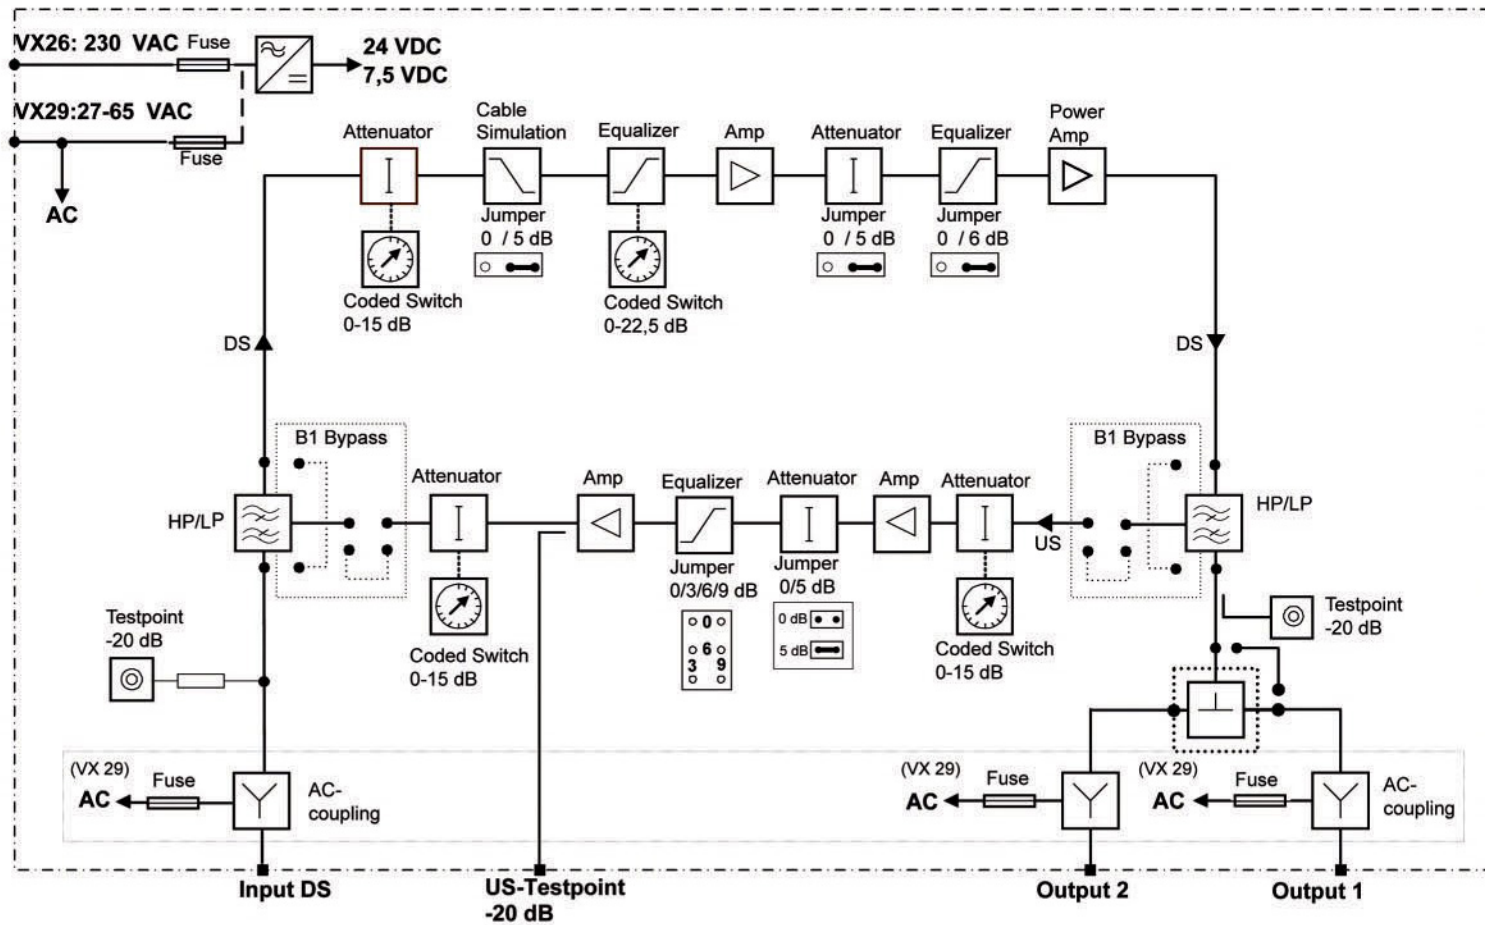 VX26: 230 VAC
Fuse
24 VDC
7,5 VDC
VX29:27-65 VAC
Fuse
AC
Attenuator
Cable
Simulation
Equalizer
Amp
Attenuator
Equalizer
Power
Amp
Jumper
0 / 5 dB
Jumper
0 / 5 dB
Jumper
0 / 6 dB
Coded Switch
0-15 dB
Coded Switch
0-22,5 dB
DS
DS
B1 Bypass
B1 Bypass
Attenuator
Amp
Equalizer
Attenuator
Amp
Attenuator
HP/LP
HP/LP
US
Jumper
0/3/6/9 dB
Jumper
0/5 dB
0
6
3 9
0 dB
5 dB
Testpoint
-20 dB
Testpoint
-20 dB
Coded Switch
0-15 dB
Coded Switch
0-15 dB
(VX 29)
Fuse
AC
AC-
coupling
(VX 29)
Fuse
AC
(VX 29)
Fuse
AC
AC-
coupling
Input DS
US-Testpoint
-20 dB
Output 2
Output 1